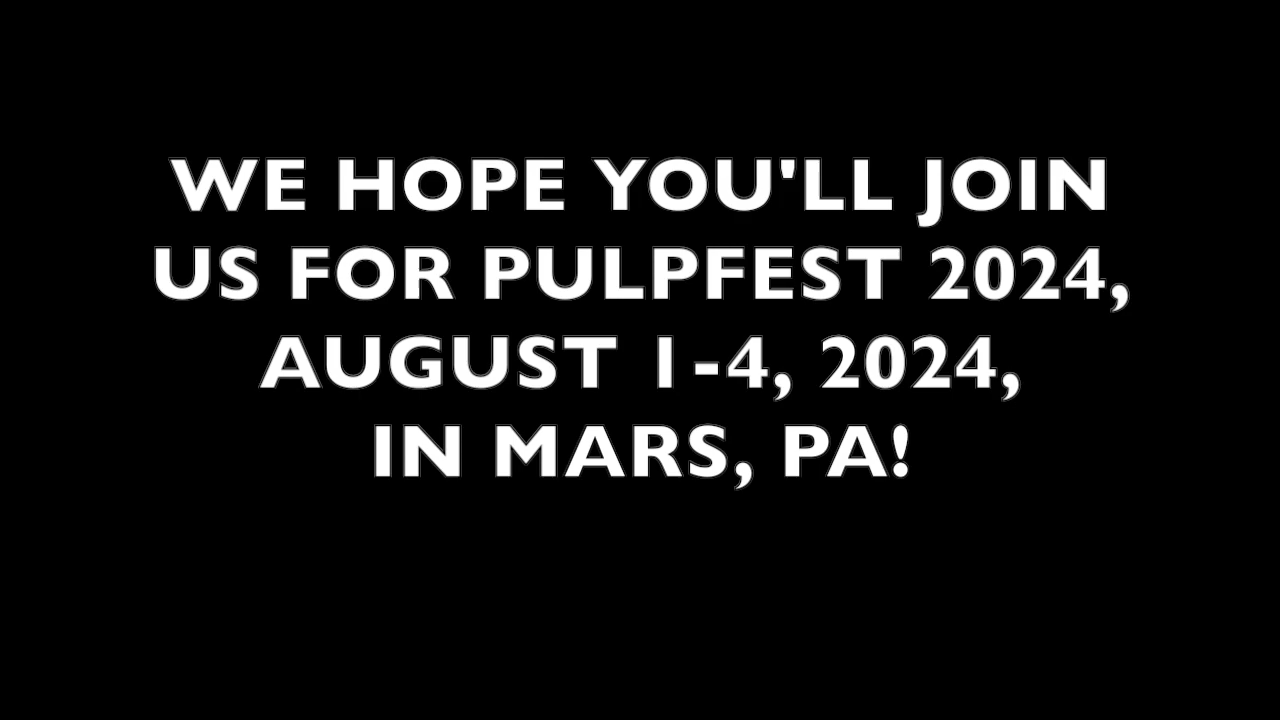 WE HOPE YOU'LL JOIN
US FOR PULPFEST 2024,
AUGUST 1-4, 2024,
IN MARS, PA!